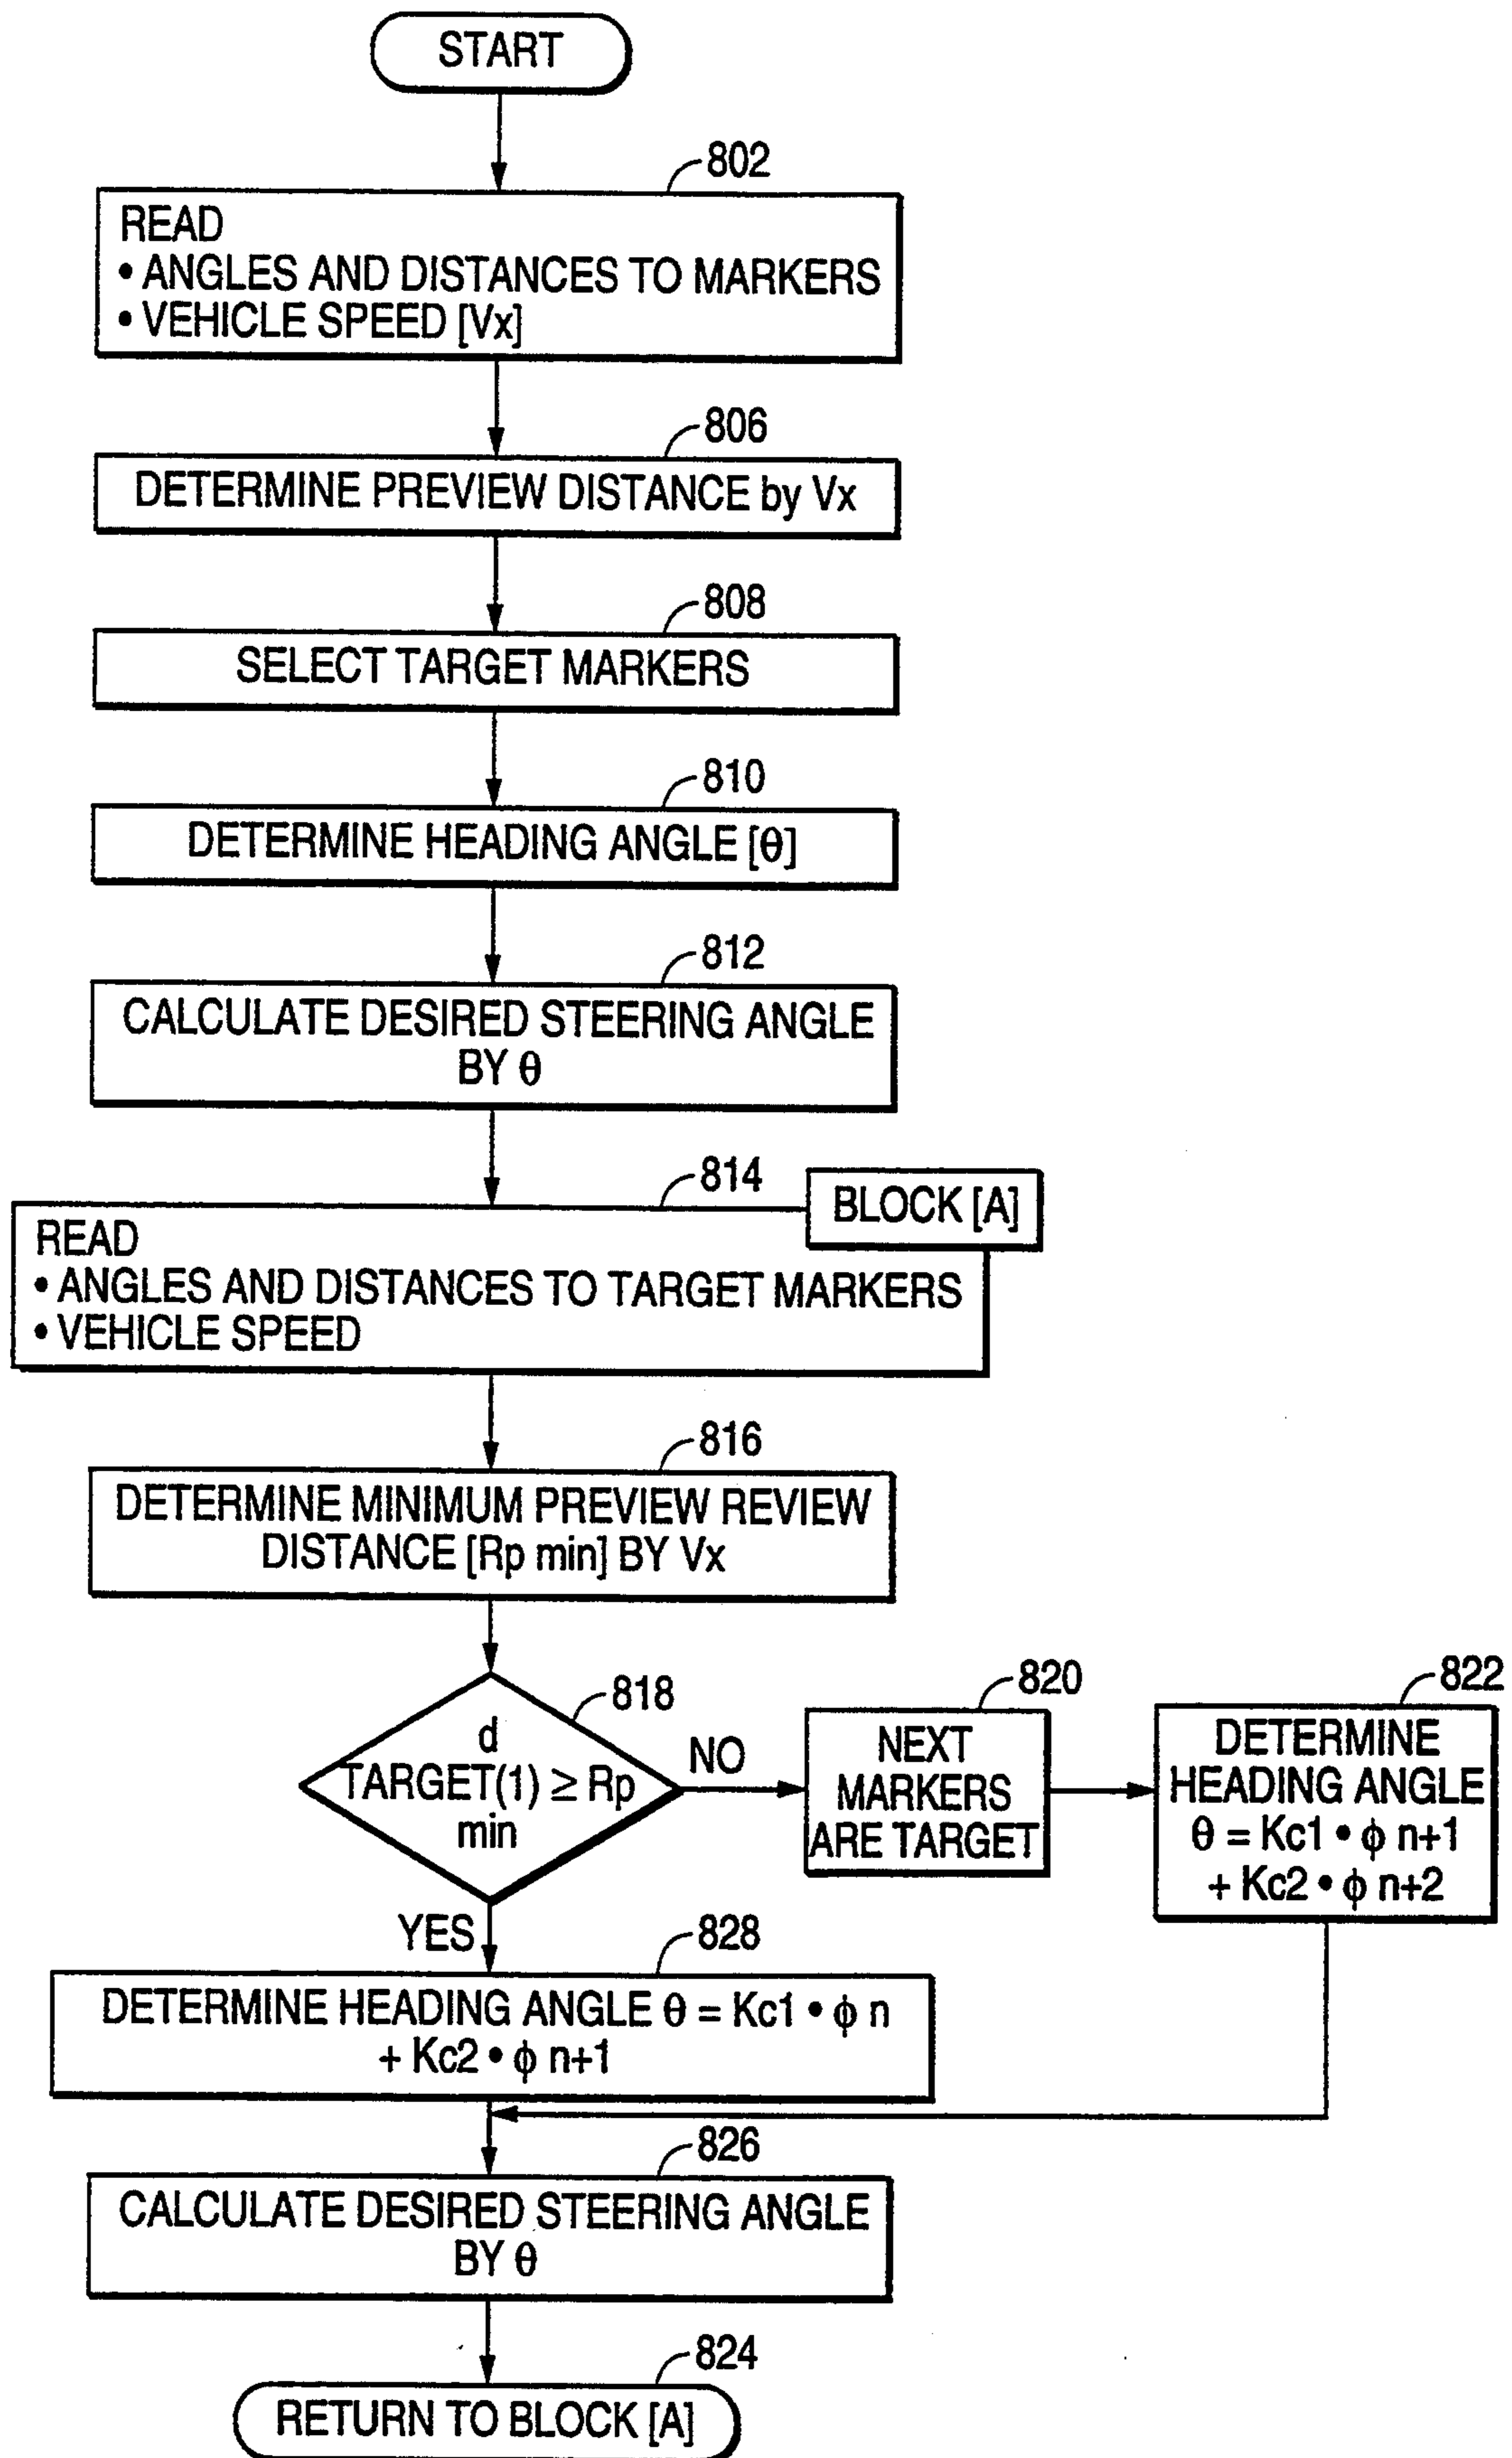 START
802
READ
• ANGLES AND DISTANCES TO MARKERS
• VEHICLE SPEED [Vx]
806
DETERMINE PREVIEW DISTANCE by Vx
808
SELECT TARGET MARKERS
810
DETERMINE HEADING ANGLE [θ]
812
CALCULATE DESIRED STEERING ANGLE
BY θ
814
BLOCK [A]
READ
• ANGLES AND DISTANCES TO TARGET MARKERS
• VEHICLE SPEED
816
DETERMINE MINIMUM PREVIEW REVIEW
DISTANCE [Rp min] BY Vx
818
d
TARGET(1) ≥ Rp
min
NO
820
NEXT
MARKERS
ARE TARGET
822
DETERMINE
HEADING ANGLE
θ = Kc1 • ϕ n+1
+ Kc2 • ϕ n+2
YES
828
DETERMINE HEADING ANGLE θ = Kc1 • ϕ n
+ Kc2 • ϕ n+1
826
CALCULATE DESIRED STEERING ANGLE
BY θ
824
RETURN TO BLOCK [A]